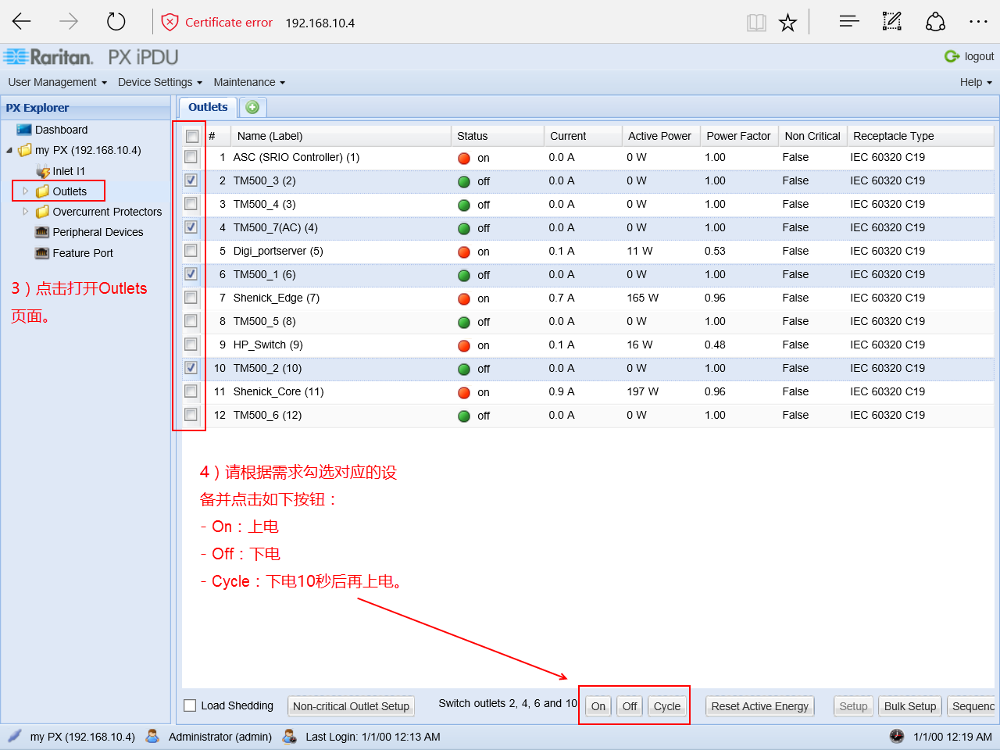 Certificate error 192.168.10.4
Raritan. PX iPDU
logout
User Management Device Settings Maintenance Help
PX Explorer
Dashboard
my PX (192.168.10.4)
Inlet I1
Outlets
Overcurrent Protectors
Peripheral Devices
Feature Port
3）点击打开Outlets
页面。
Outlets
# Name (Label) Status Current Active Power Power Factor Non Critical Receptacle Type
1 ASC (SRIO Controller) (1) on 0.0 A 0 W 1.00 False IEC 60320 C19
2 TM500_3 (2) off 0.0 A 0 W 1.00 False IEC 60320 C19
3 TM500_4 (3) off 0.0 A 0 W 1.00 False IEC 60320 C19
4 TM500_7(AC) (4) off 0.0 A 0 W 1.00 False IEC 60320 C19
5 Digi_portserver (5) on 0.1 A 11 W 0.53 False IEC 60320 C19
6 TM500_1 (6) off 0.0 A 0 W 1.00 False IEC 60320 C19
7 Shenick_Edge (7) on 0.7 A 165 W 0.96 False IEC 60320 C19
8 TM500_5 (8) off 0.0 A 0 W 1.00 False IEC 60320 C19
9 HP_Switch (9) on 0.1 A 16 W 0.48 False IEC 60320 C19
10 TM500_2 (10) off 0.0 A 0 W 1.00 False IEC 60320 C19
11 Shenick_Core (11) on 0.9 A 197 W 0.96 False IEC 60320 C19
12 TM500_6 (12) off 0.0 A 0 W 1.00 False IEC 60320 C19
4）请根据需求勾选对应的设
备并点击如下按钮：
- On：上电
- Off：下电
- Cycle：下电10秒后再上电。
Load Shedding Non-critical Outlet Setup Switch outlets 2, 4, 6 and 10 On Off Cycle Reset Active Energy Setup Bulk Setup Sequenc
my PX (192.168.10.4) Administrator (admin) Last Login: 1/1/00 12:13 AM 1/1/00 12:19 AM